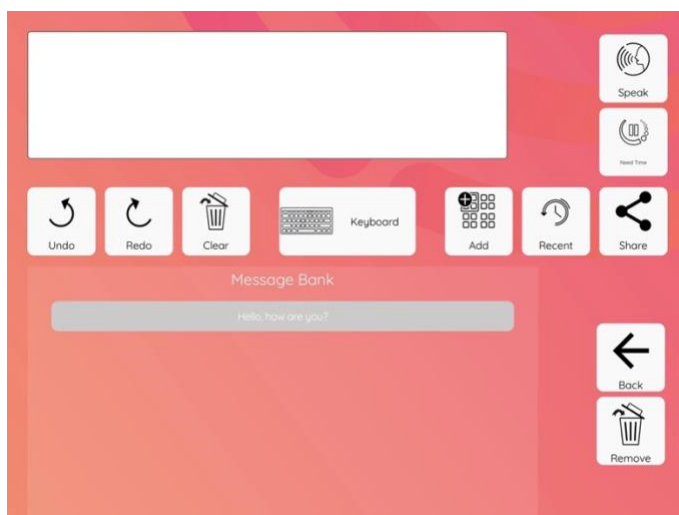 Speak
Need Time
Undo
Redo
Clear
Keyboard
Add
Recent
Share
Message Bank
Hello, how are you?
Back
Remove